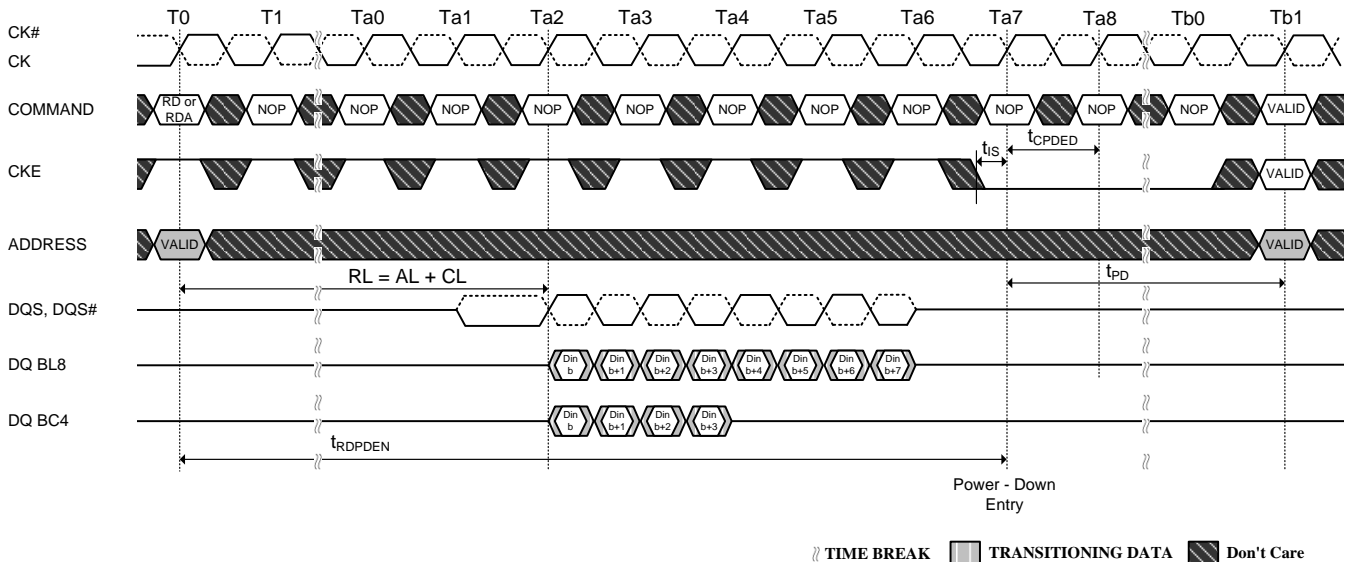 T0 T1 Ta0 Ta1 Ta2 Ta3 Ta4 Ta5 Ta6 Ta7 Ta8 Tb0 Tb1
CK#
CK
COMMAND RD or RDA NOP NOP NOP NOP NOP NOP NOP NOP NOP NOP NOP VALID
tIS tCPDED
CKE VALID
ADDRESS VALID VALID
RL = AL + CL tPD
DQS, DQS#
DQ BL8 Din b Din b+1 Din b+2 Din b+3 Din b+4 Din b+5 Din b+6 Din b+7
DQ BC4 Din b Din b+1 Din b+2 Din b+3
tRDPDEN
Power - Down
Entry
TIME BREAK TRANSITIONING DATA Don't Care